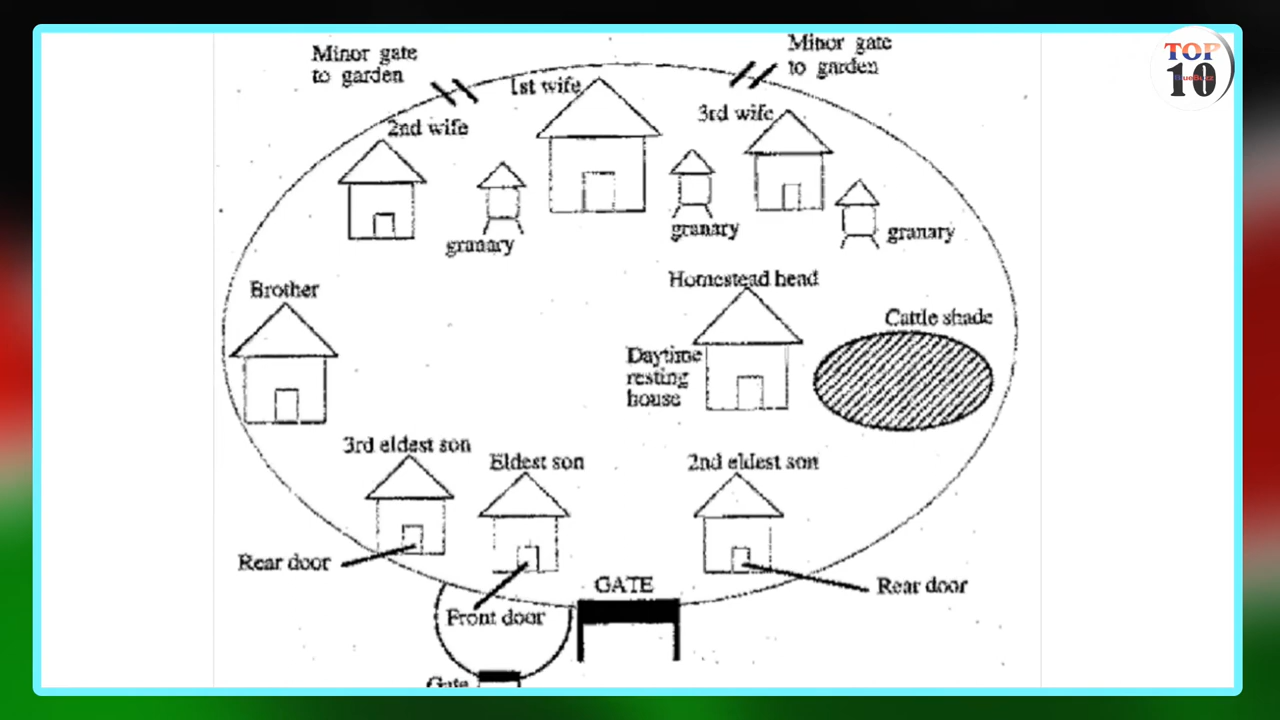 Minor gate
to garden
Minor gate
to garden
TOP
10
BlueBuzz
1st wife
2nd wife
3rd wife
granary
granary
granary
Brother
Homestead head
Cattle shade
Daytime
resting
house
3rd eldest son
Eldest son
2nd eldest son
Rear door
GATE
Rear door
Front door
Gate